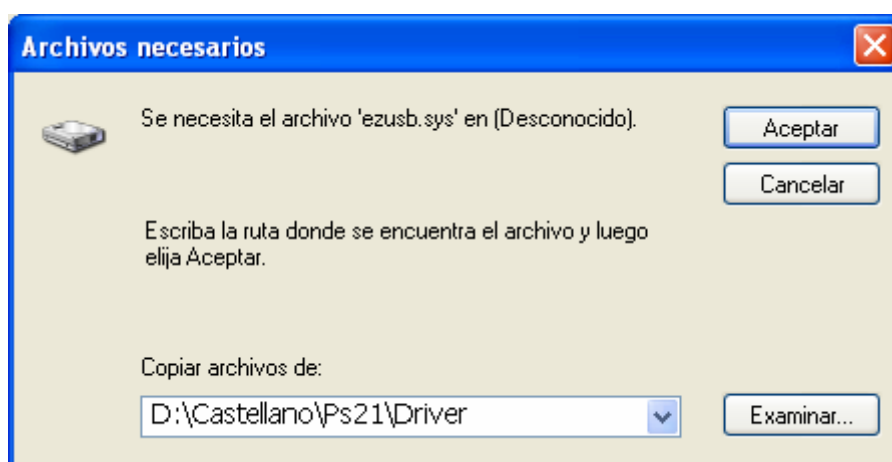 Archivos necesarios
Se necesita el archivo 'ezusb.sys' en (Desconocido).
Aceptar
Cancelar
Escriba la ruta donde se encuentra el archivo y luego
elija Aceptar.
Copiar archivos de:
D:\Castellano\Ps21\Driver
Examinar...